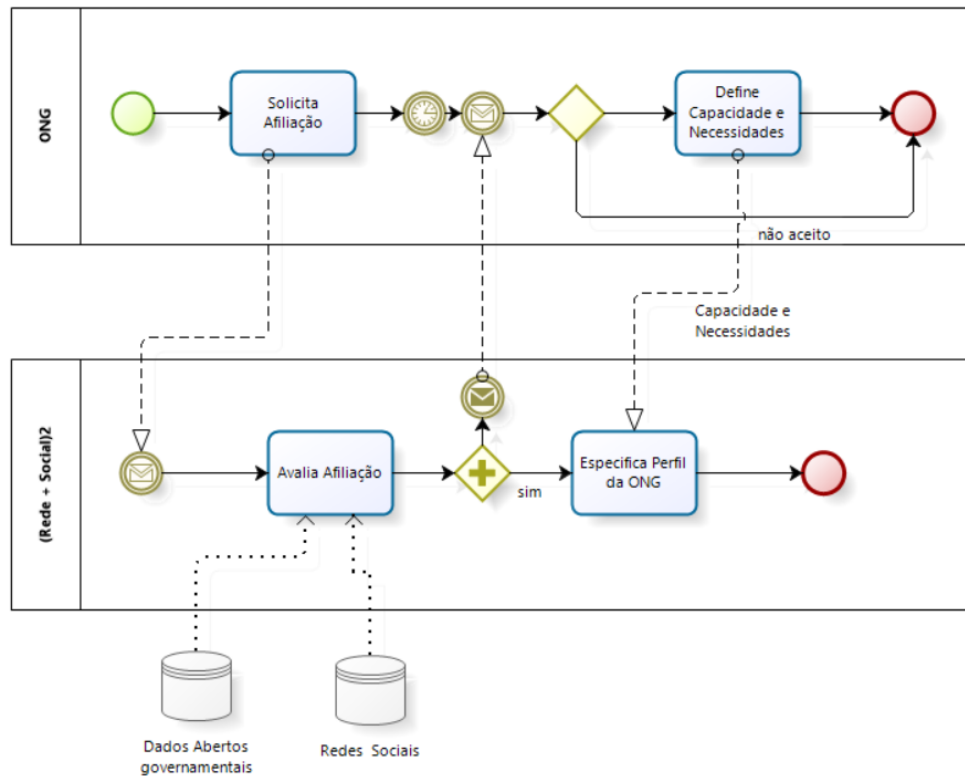 ONG
Solicita
Afiliação
Define
Capacidade e
Necessidades
não aceito
Capacidade e
Necessidades
(Rede + Social)2
Avalia Afiliação
sim
Especifica Perfil
da ONG
Dados Abertos
governamentais
Redes Sociais